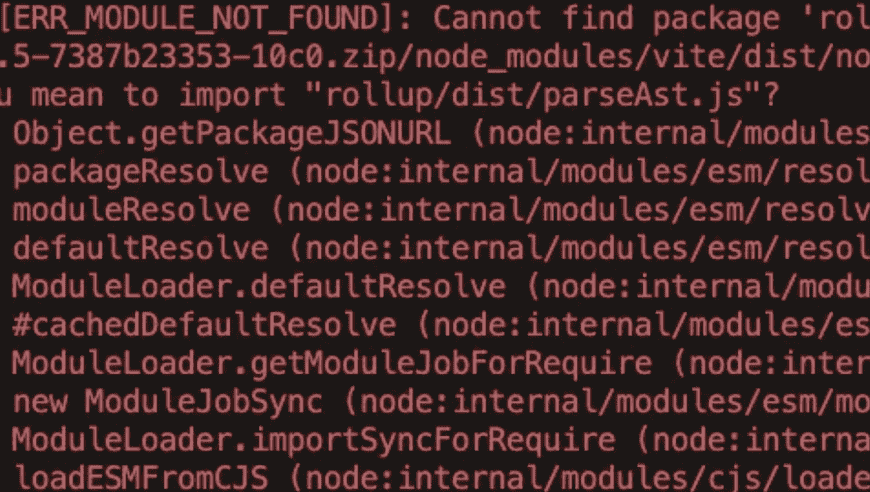 [ERR_MODULE_NOT_FOUND]: Cannot find package 'rol
.5-7387b23353-10c0.zip/node_modules/vite/dist/no
u mean to import "rollup/dist/parseAst.js"?
Object.getPackageJSONURL (node:internal/modules
packageResolve (node:internal/modules/esm/resol
moduleResolve (node:internal/modules/esm/resolv
defaultResolve (node:internal/modules/esm/resol
ModuleLoader.defaultResolve (node:internal/modu
#cachedDefaultResolve (node:internal/modules/es
ModuleLoader.getModuleJobForRequire (node:inter
new ModuleJobSync (node:internal/modules/esm/mo
ModuleLoader.importSyncForRequire (node:interna
loadESMFromCJS (node:internal/modules/cjs/loade